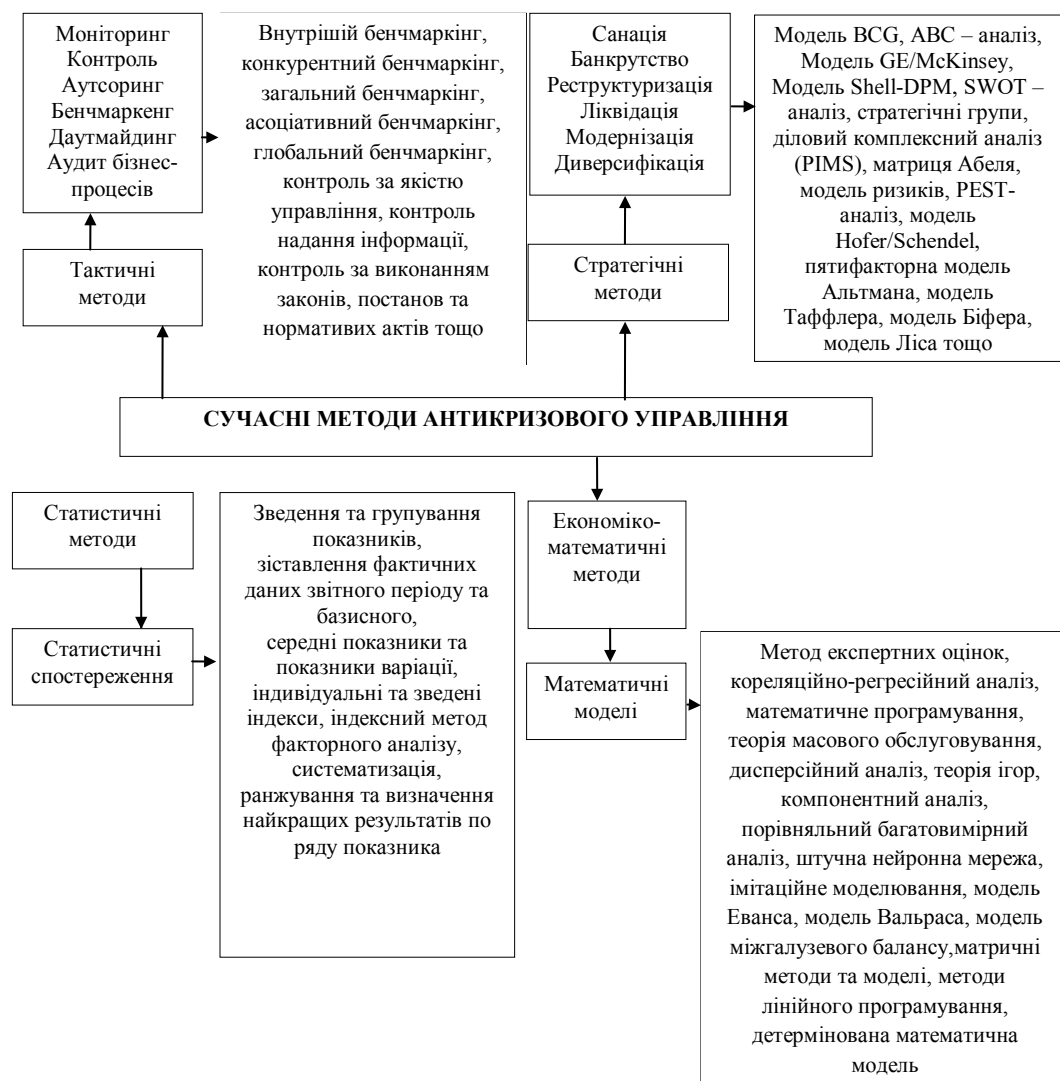 Моніторинг
Контроль
Аутсоринг
Бенчмаркенг
Даутмайдинг
Аудит бізнес-
процесів
Внутрішій бенчмаркінг,
конкурентний бенчмаркінг,
загальний бенчмаркінг,
асоціативний бенчмаркінг,
глобальний бенчмаркінг,
контроль за якістю
управління, контроль
надання інформації,
контроль за виконанням
законів, постанов та
нормативих актів тощо
Санація
Банкрутство
Реструктуризація
Ліквідація
Модернізація
Диверсифікація
Модель BCG, ABC – аналіз,
Модель GE/McKinsey,
Модель Shell-DPM, SWOT –
аналіз, стратегічні групи,
діловий комплексний аналіз
(PIMS), матриця Абеля,
модель ризиків, PEST-
аналіз, модель
Hofer/Schendel,
пятифакторна модель
Альтмана, модель
Таффлера, модель Біфера,
модель Ліса тощо
Тактичні
методи
Стратегічні
методи
СУЧАСНІ МЕТОДИ АНТИКРИЗОВОГО УПРАВЛІННЯ
Статистичні
методи
Статистичні
спостереження
Зведення та групування
показників,
зіставлення фактичних
даних звітного періоду та
базисного,
середні показники та
показники варіації,
індивідуальні та зведені
індекси, індексний метод
факторного аналізу,
систематизація,
ранжування та визначення
найкращих результатів по
ряду показника
Економіко-
математичні
методи
Математичні
моделі
Метод експертних оцінок,
кореляційно-регресійний аналіз,
математичне програмування,
теорія масового обслуговування,
дисперсійний аналіз, теорія ігор,
компонентний аналіз,
порівняльний багатовимірний
аналіз, штучна нейронна мережа,
імітаційне моделювання, модель
Еванса, модель Вальраса, модель
міжгалузевого балансу,матричні
методи та моделі, методи
лінійного програмування,
детермінована математична
модель